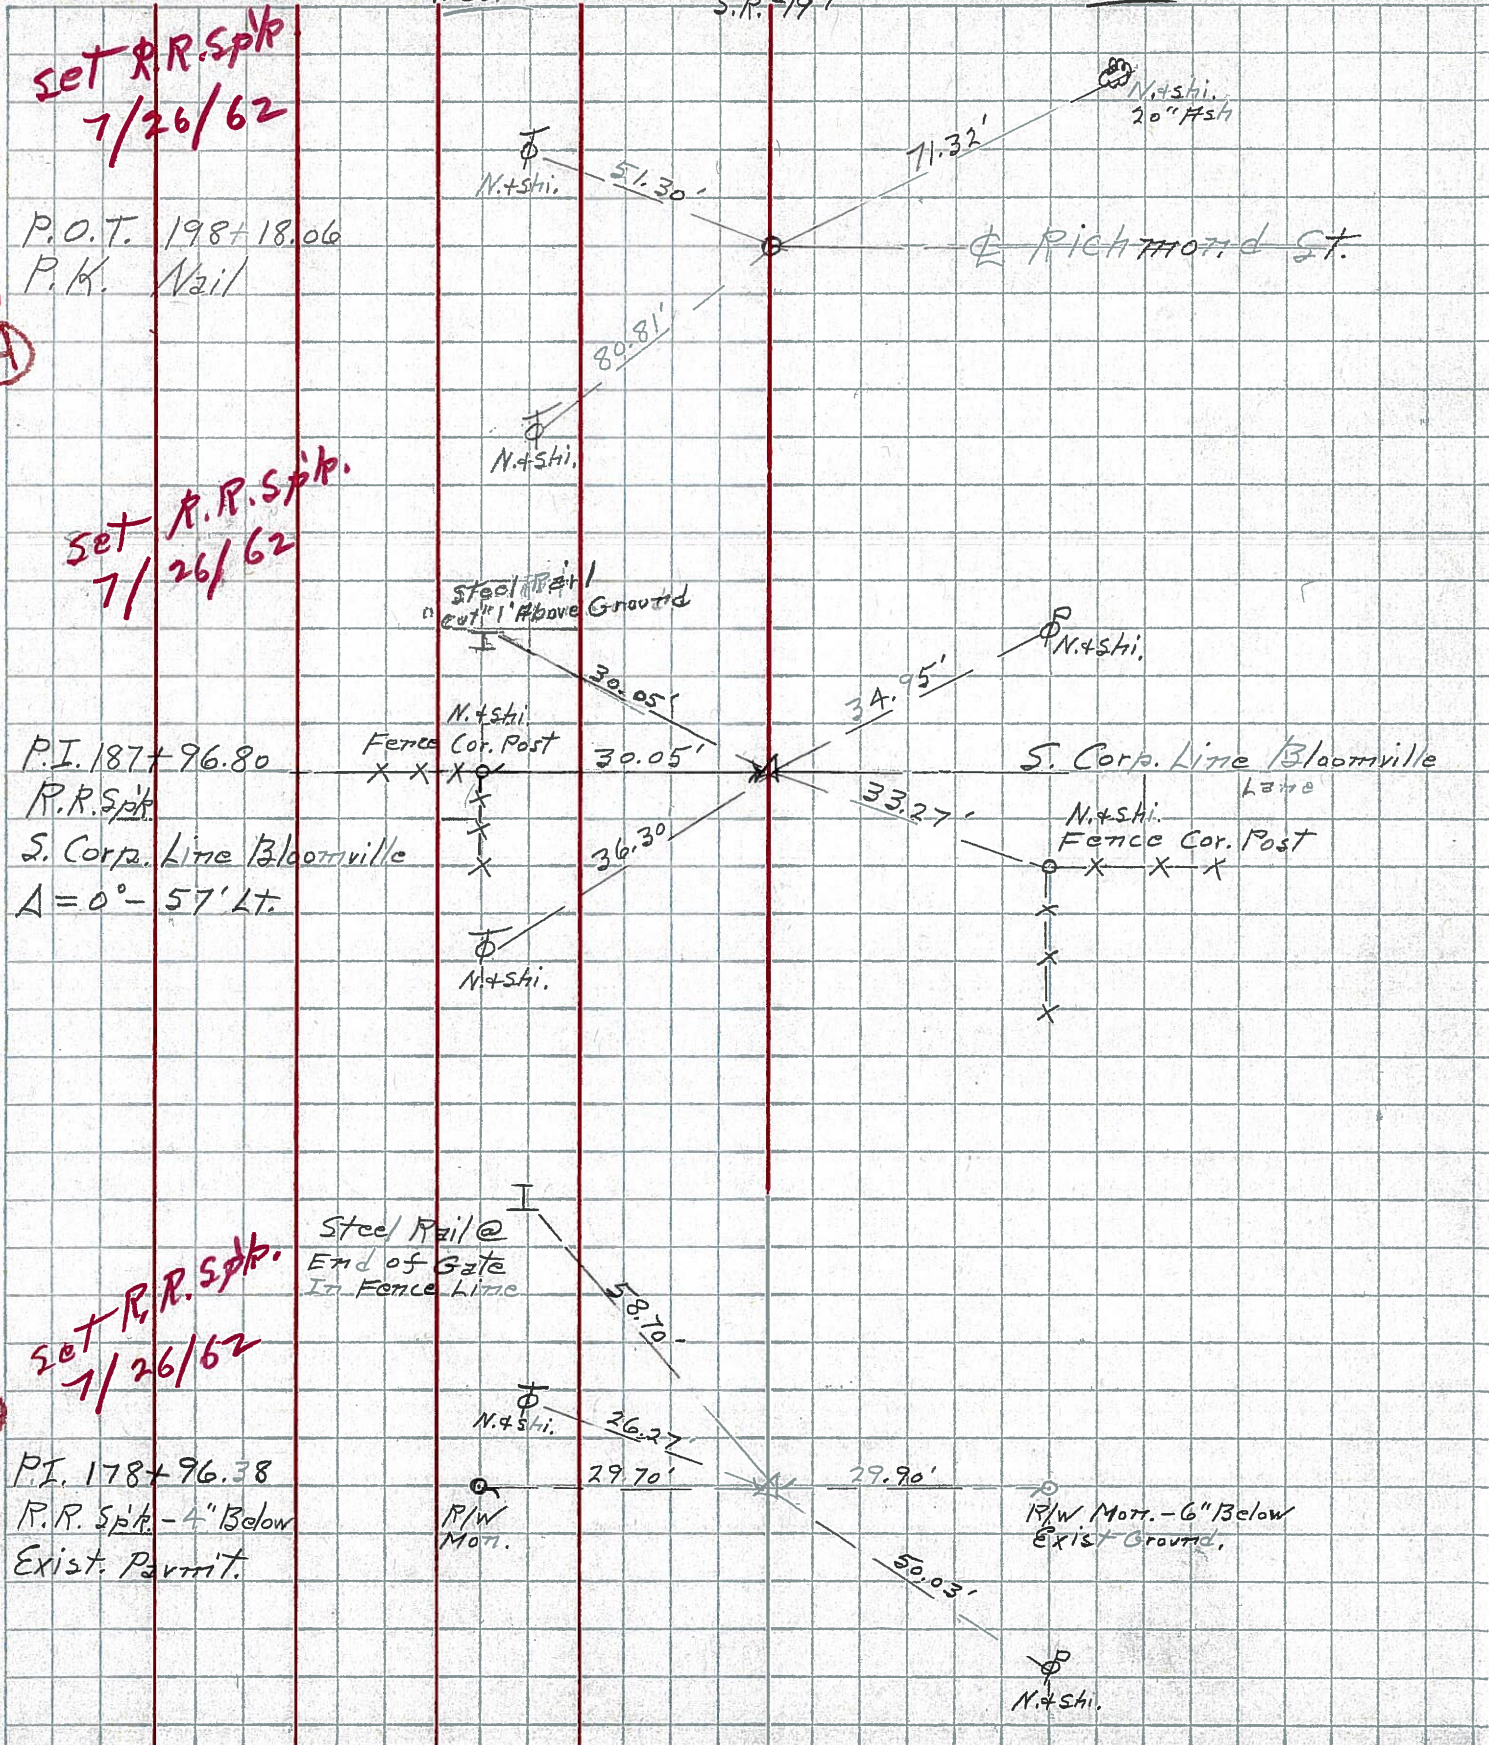 S.R.-19
set R.R.Spk
7/26/62
N.+shi.
20" Ash
71.32'
51.30'
N.+shi.
P.O.T. 198+18.06
P.K. Nail
℄ Richmond St.
80.81'
N.+shi.
set R.R.Spk.
7/26/62
Steel Rail
"cut" 1' Above Ground
N.+shi.
30.05'
34.95'
N.+shi.
Fence Cor. Post
30.05'
P.I. 187+96.80
R.R.Spk.
S. Corp. Line Bloomville
Δ = 0°- 57' Lt.
S. Corp. Line Bloomville
Lane
33.27'
N.+shi.
Fence Cor. Post
36.30
N.+shi.
Steel Rail @
End of Gate
In Fence Line
set R.R.Spk.
7/26/62
58.70'
N.+shi.
26.27'
P.I. 178+96.38
R.R. Spk.-4" Below
Exist. Pavm't.
29.70'
29.90'
R/W
Mon.
R/W Mon.-6" Below
Exist Ground.
50.03'
N.+shi.